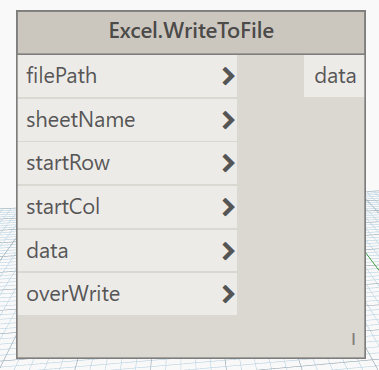 Excel.WriteToFile
filePath
data
sheetName
startRow
startCol
data
overWrite
l